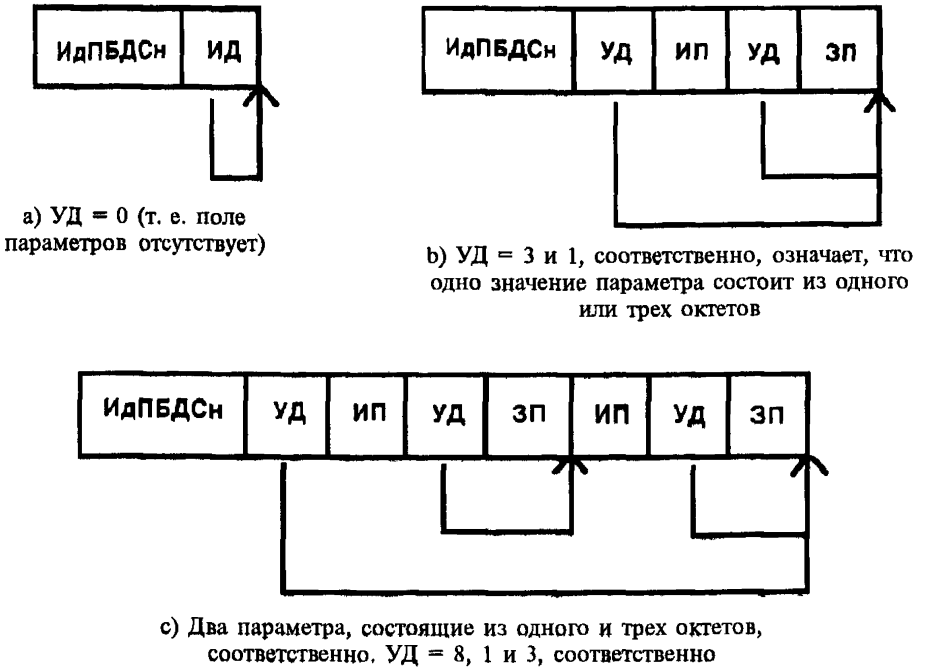 ИдПБДСн ИД
ИдПБДСн УД ИП УД ЗП
а) УД = 0 (т. е. поле
параметров отсутствует)
b) УД = 3 и 1, соответственно, означает, что
одно значение параметра состоит из одного
или трех октетов
ИдПБДСн УД ИП УД ЗП ИП УД ЗП
с) Два параметра, состоящие из одного и трех октетов,
соответственно. УД = 8, 1 и 3, соответственно